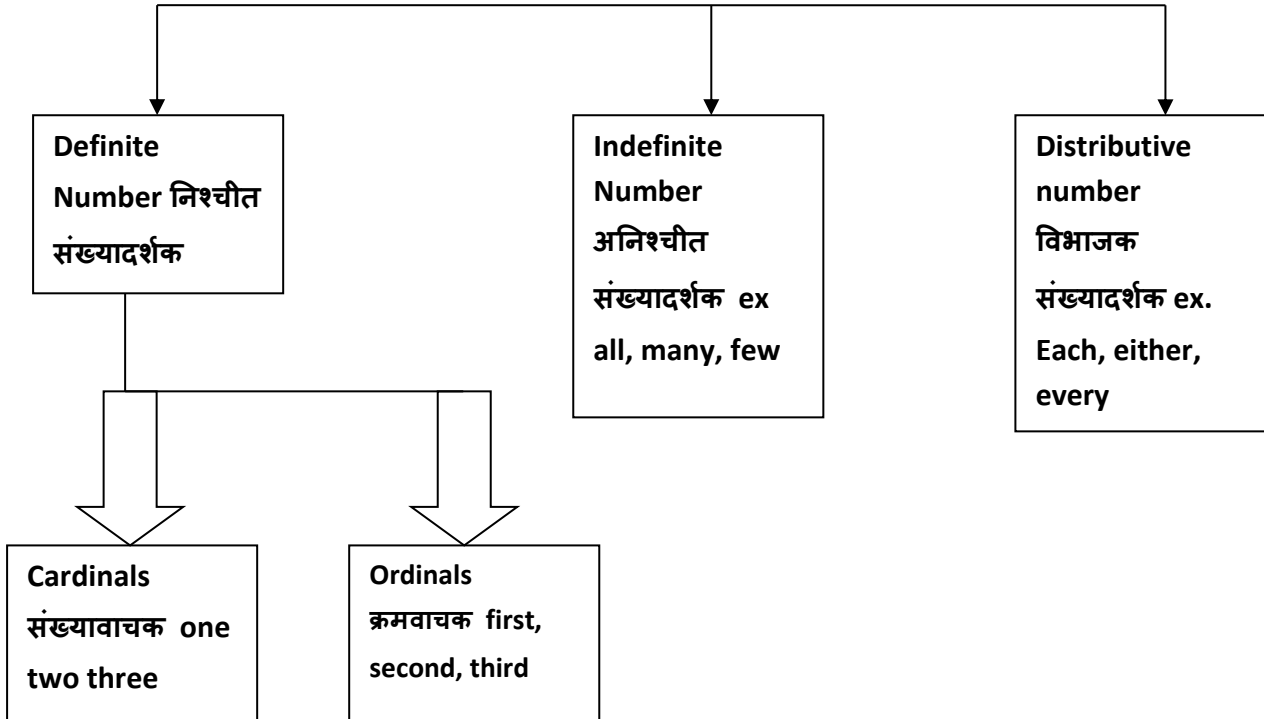 Definite
Number निश्चीत
संख्यादर्शक
Indefinite
Number
अनिश्चीत
संख्यादर्शक ex
all, many, few
Distributive
number
विभाजक
संख्यादर्शक ex.
Each, either,
every
Cardinals
संख्यावाचक one
two three
Ordinals
क्रमवाचक first,
second, third